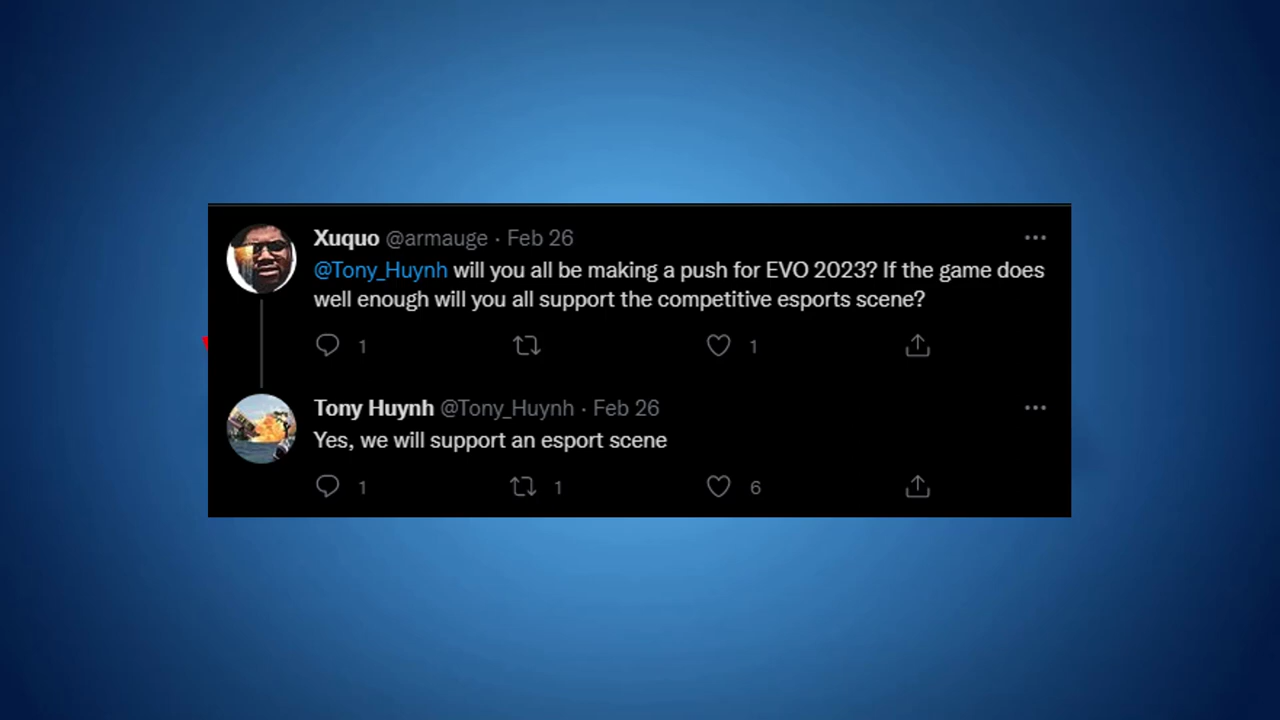 Xuquo @armauge · Feb 26
@Tony_Huynh will you all be making a push for EVO 2023? If the game does
well enough will you all support the competitive esports scene?
1 1
Tony Huynh @Tony_Huynh · Feb 26
Yes, we will support an esport scene
1 1 6